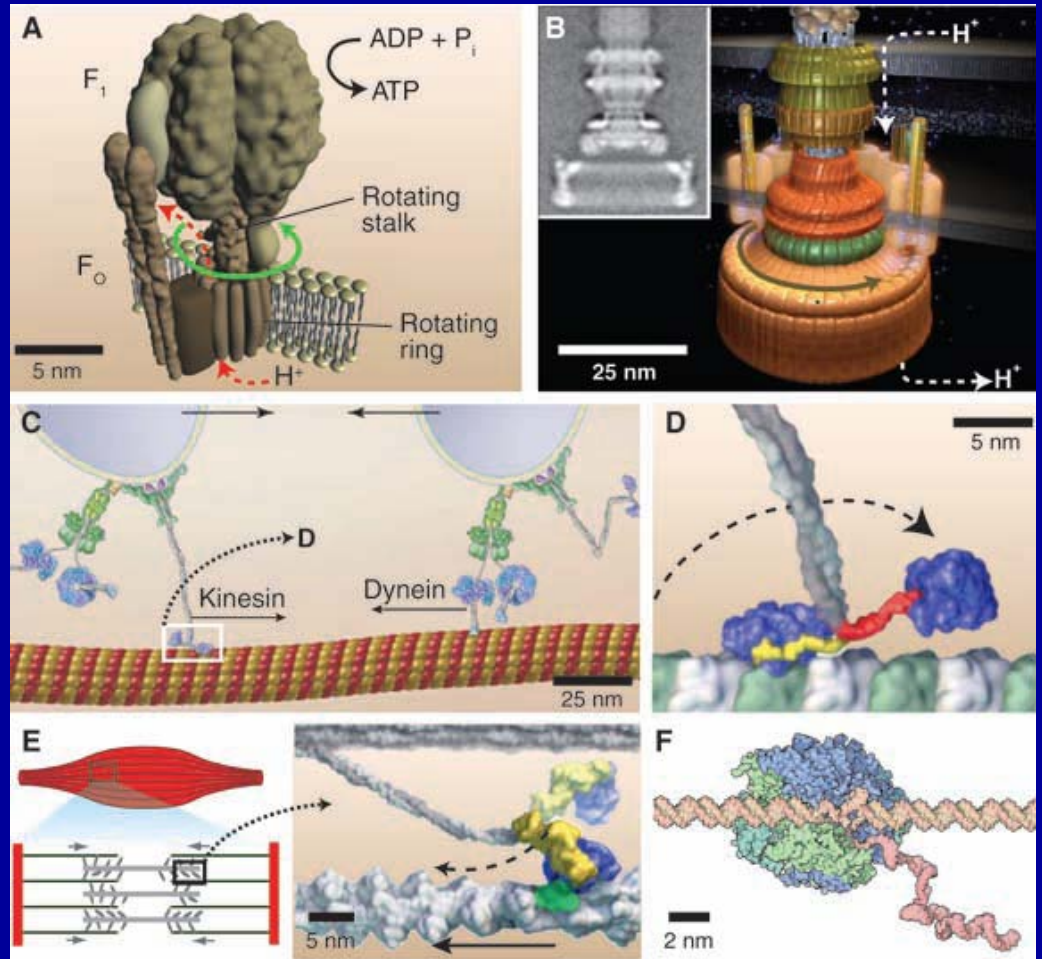 A
F₁
ADP + Pᵢ
ATP
Rotating
stalk
F○
Rotating
ring
5 nm
H⁺
B
H⁺
25 nm
H⁺
C
D
Kinesin
Dynein
25 nm
D
5 nm
E
5 nm
F
2 nm